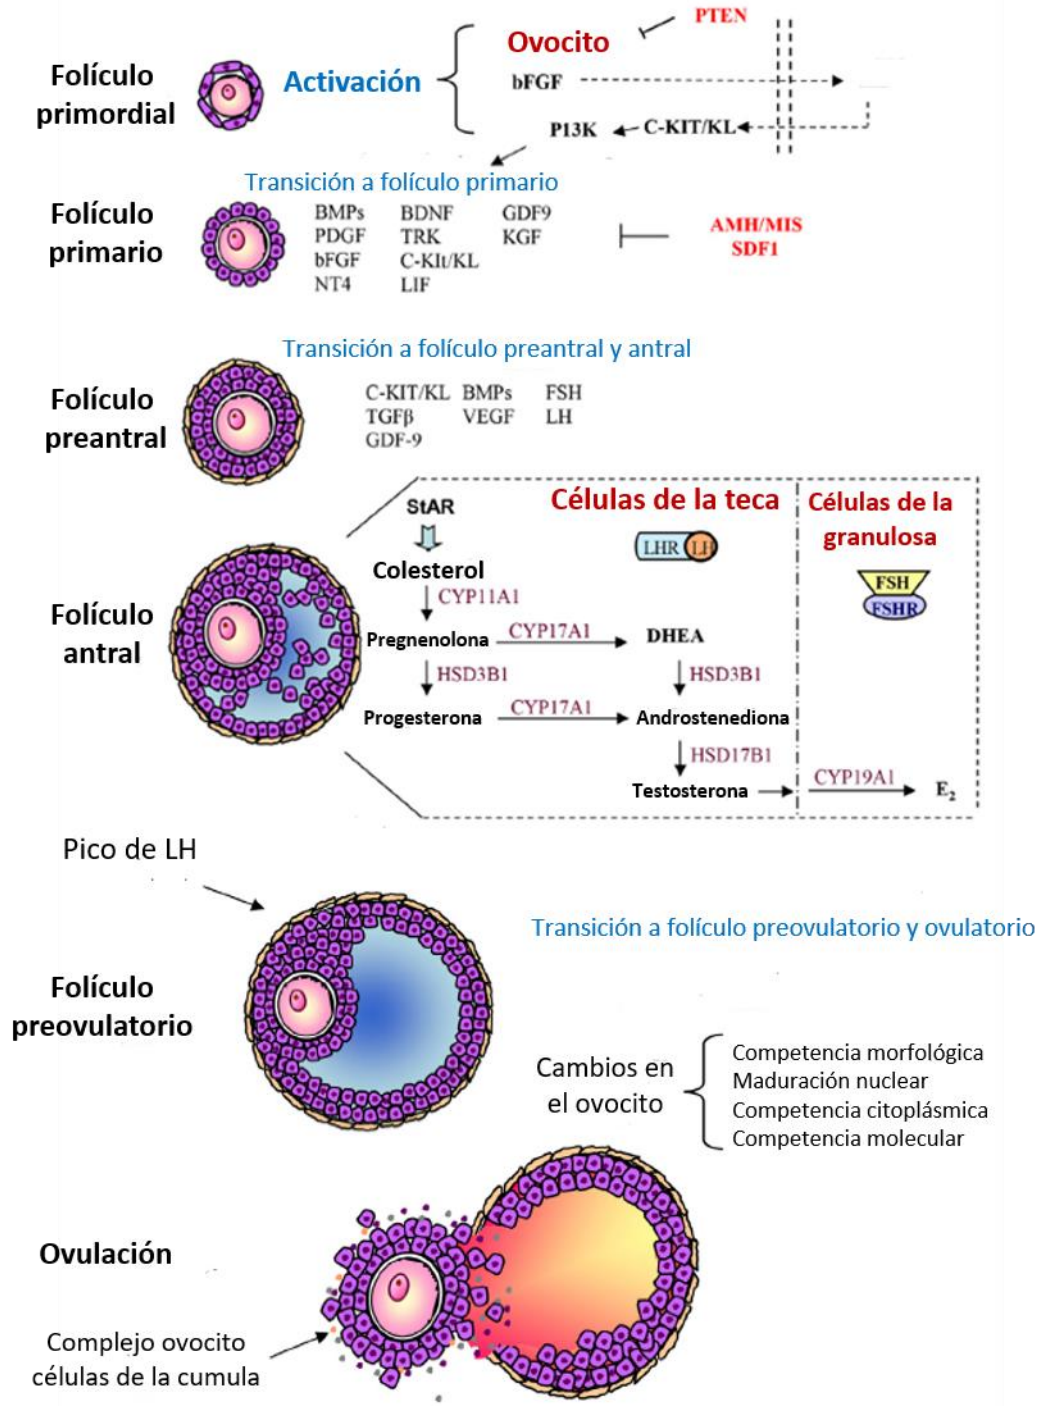 PTEN
Ovocito
Folículo
primordial
Activación
bFGF
P13K
C-KIT/KL
Transición a folículo primario
Folículo
primario
BMPs BDNF GDF9
PDGF TRK KGF
bFGF C-KIt/KL
NT4 LIF
AMH/MIS
SDF1
Transición a folículo preantral y antral
Folículo
preantral
C-KIT/KL BMPs FSH
TGFβ VEGF LH
GDF-9
Células de la teca
Células de la
granulosa
StAR
LHR LH
FSH
FSHR
Colesterol
CYP11A1
Folículo
antral
Pregnenolona CYP17A1 DHEA
HSD3B1 HSD3B1
Progesterona CYP17A1 Androstenediona
HSD17B1
Testosterona CYP19A1 E2
Pico de LH
Transición a folículo preovulatorio y ovulatorio
Folículo
preovulatorio
Cambios en
el ovocito
Competencia morfológica
Maduración nuclear
Competencia citoplásmica
Competencia molecular
Ovulación
Complejo ovocito
células de la cumula